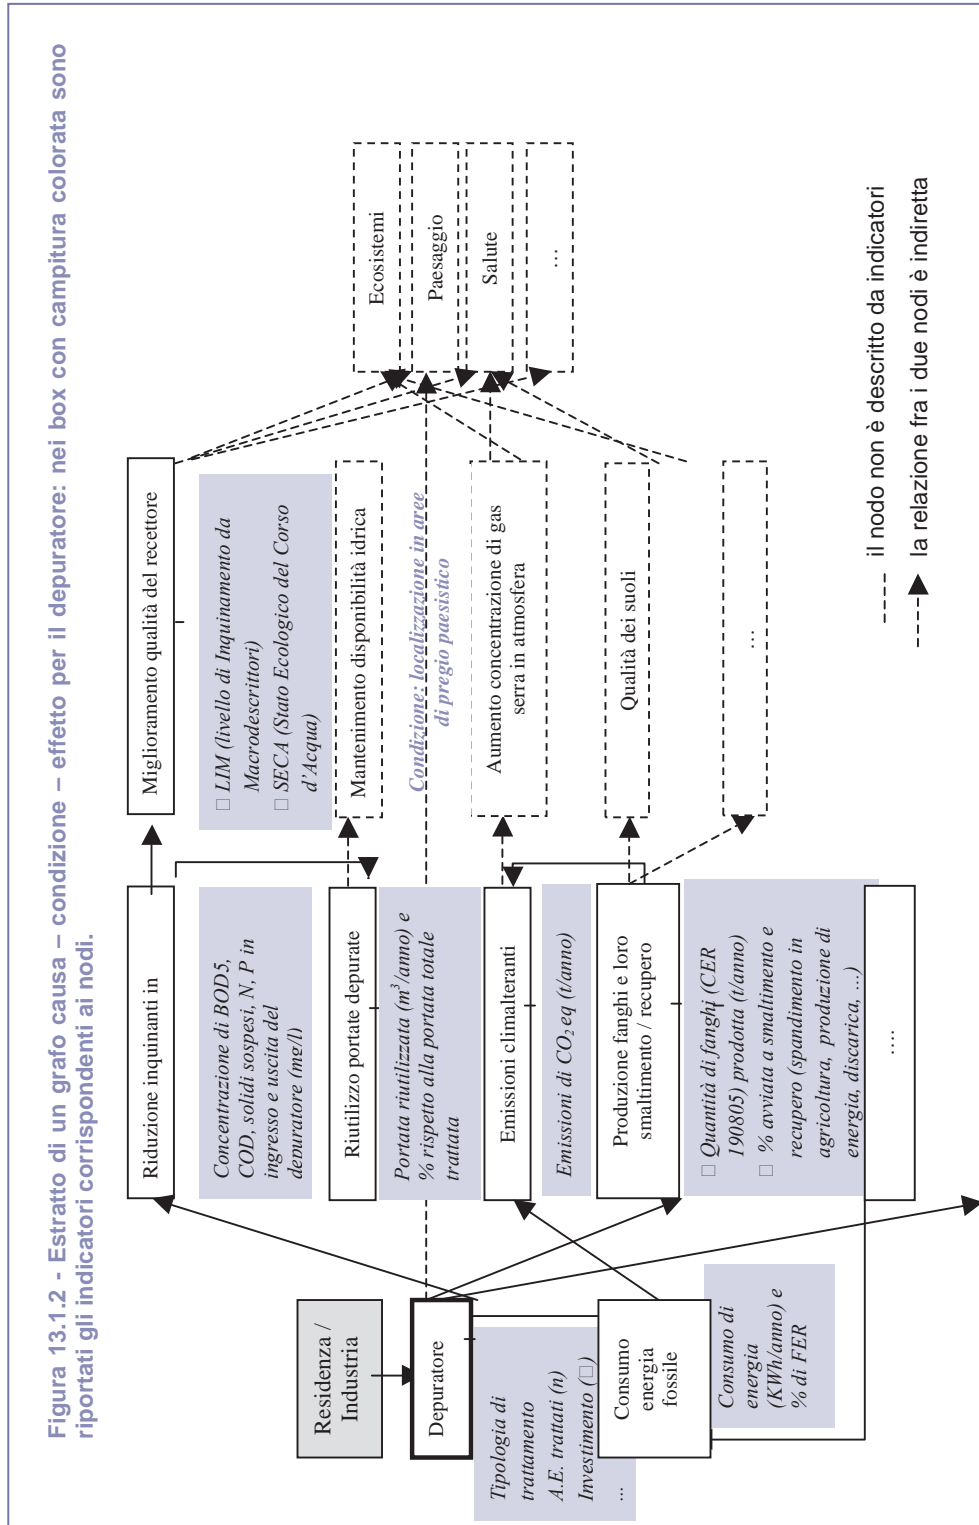 Figura 13.1.2 - Estratto di un grafo causa – condizione – effetto per il depuratore: nei box con campitura colorata sono
riportati gli indicatori corrispondenti ai nodi.
Residenza /
Industria
Depuratore
Tipologia di
trattamento
A.E. trattati (n)
Investimento (□)
...
Consumo
energia
fossile
Consumo di
energia
(KWh/anno) e
% di FER
Riduzione inquinanti in
Concentrazione di BOD5,
COD, solidi sospesi, N, P in
ingresso e uscita del
depuratore (mg/l)
Riutilizzo portate depurate
Portata riutilizzata (m³/anno) e
% rispetto alla portata totale
trattata
Emissioni climalteranti
Emissioni di CO₂ eq (t/anno)
Produzione fanghi e loro
smaltimento / recupero
□ Quantità di fanghi (CER
190805) prodotta (t/anno)
□ % avviata a smaltimento e
recupero (spandimento in
agricoltura, produzione di
energia, discarica, ...)
....
Miglioramento qualità del recettore
□ LIM (livello di Inquinamento da
Macrodescrittori)
□ SECA (Stato Ecologico del Corso
d'Acqua)
Mantenimento disponibilità idrica
Condizione: localizzazione in aree
di pregio paesistico
Aumento concentrazione di gas
serra in atmosfera
Qualità dei suoli
...
Ecosistemi
Paesaggio
Salute
...
il nodo non è descritto da indicatori
la relazione fra i due nodi è indiretta